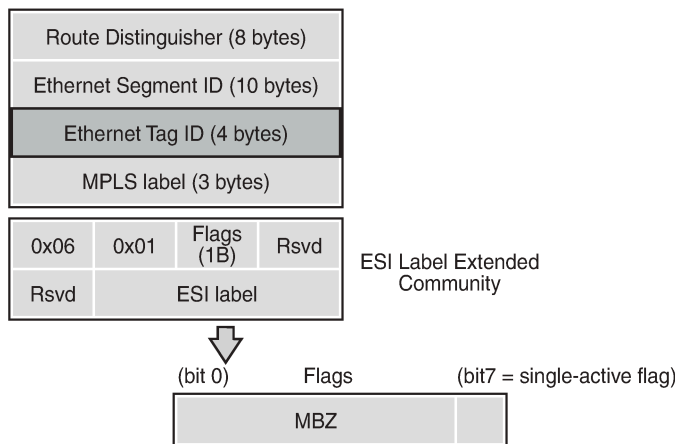 Route Distinguisher (8 bytes)
Ethernet Segment ID (10 bytes)
Ethernet Tag ID (4 bytes)
MPLS label (3 bytes)
0x06 0x01 Flags (1B) Rsvd
ESI Label Extended
Community
Rsvd ESI label
(bit 0) Flags (bit7 = single-active flag)
MBZ